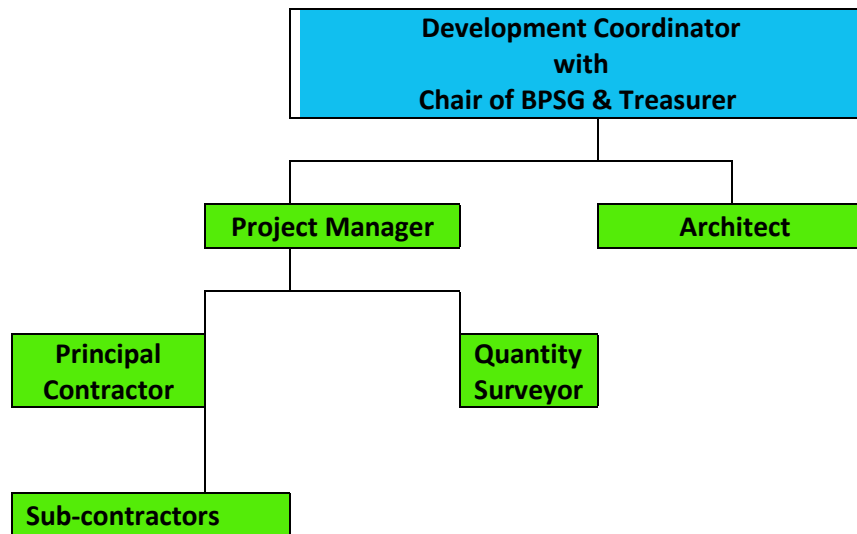 Development Coordinator
with
Chair of BPSG & Treasurer
Project Manager
Architect
Principal
Contractor
Quantity
Surveyor
Sub-contractors